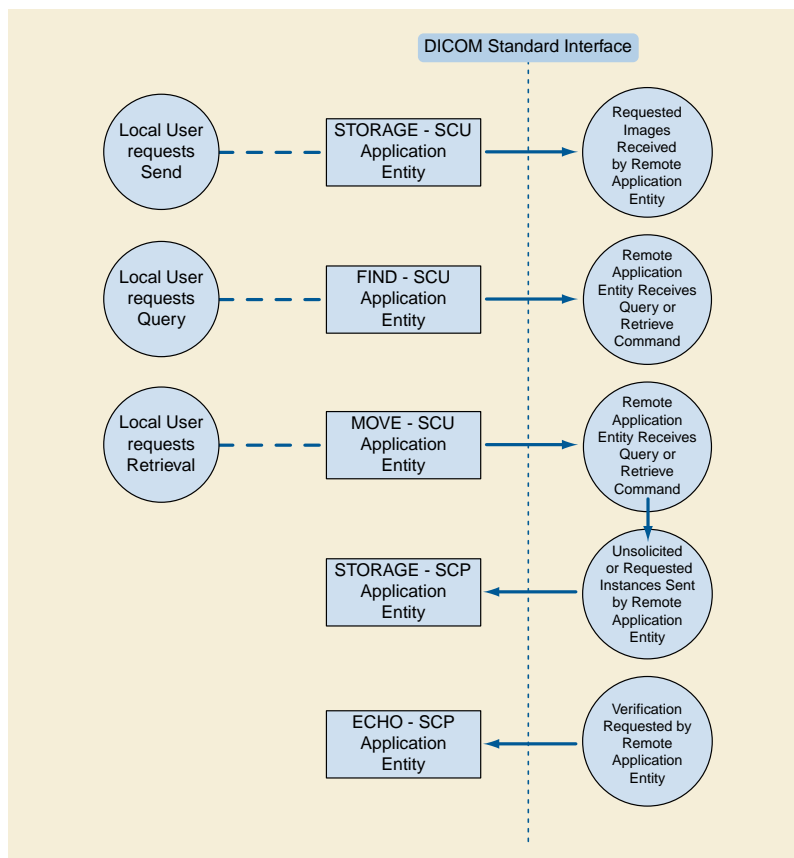 DICOM Standard Interface
Local User
requests
Send
STORAGE - SCU
Application
Entity
Requested
Images
Received
by Remote
Application
Entity
Local User
requests
Query
FIND - SCU
Application
Entity
Remote
Application
Entity Receives
Query or
Retrieve
Command
Local User
requests
Retrieval
MOVE - SCU
Application
Entity
Remote
Application
Entity Receives
Query or
Retrieve
Command
STORAGE - SCP
Application
Entity
Unsolicited
or Requested
Instances Sent
by Remote
Application
Entity
ECHO - SCP
Application
Entity
Verification
Requested by
Remote
Application
Entity